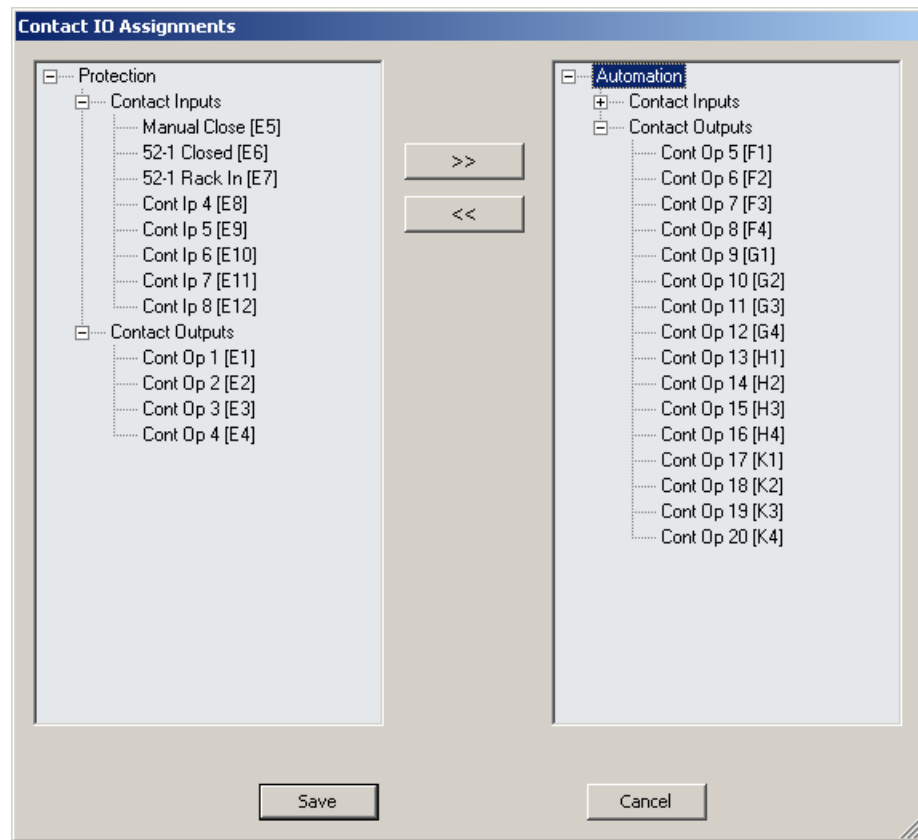 Contact IO Assignments
Protection
Contact Inputs
Manual Close [E5]
52-1 Closed [E6]
52-1 Rack In [E7]
Cont Ip 4 [E8]
Cont Ip 5 [E9]
Cont Ip 6 [E10]
Cont Ip 7 [E11]
Cont Ip 8 [E12]
Contact Outputs
Cont Op 1 [E1]
Cont Op 2 [E2]
Cont Op 3 [E3]
Cont Op 4 [E4]
>>
<<
Automation
Contact Inputs
Contact Outputs
Cont Op 5 [F1]
Cont Op 6 [F2]
Cont Op 7 [F3]
Cont Op 8 [F4]
Cont Op 9 [G1]
Cont Op 10 [G2]
Cont Op 11 [G3]
Cont Op 12 [G4]
Cont Op 13 [H1]
Cont Op 14 [H2]
Cont Op 15 [H3]
Cont Op 16 [H4]
Cont Op 17 [K1]
Cont Op 18 [K2]
Cont Op 19 [K3]
Cont Op 20 [K4]
Save
Cancel